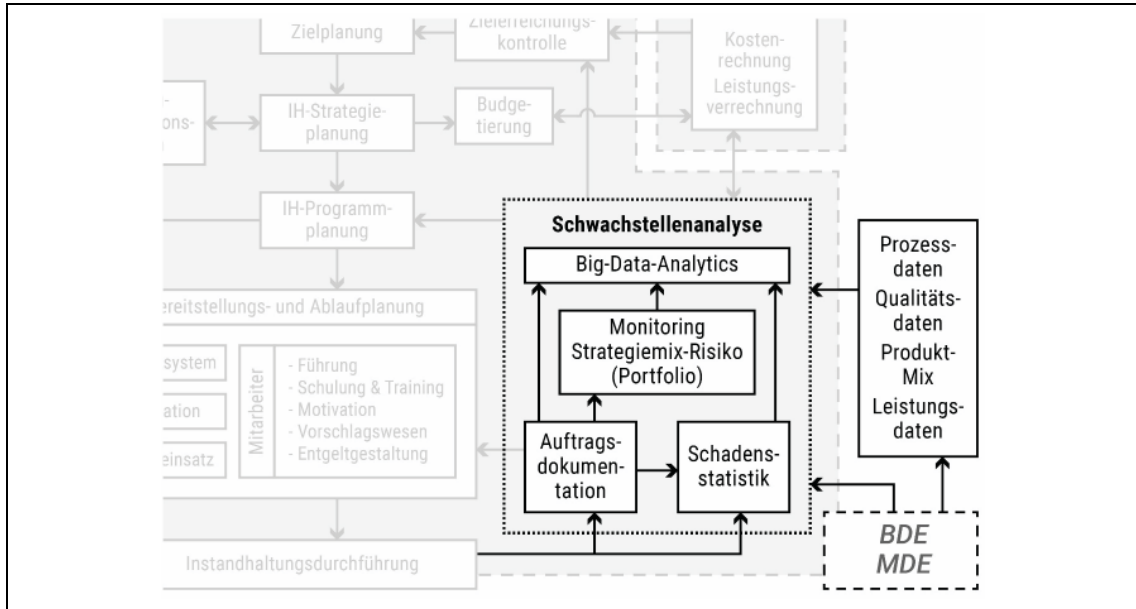 Zielplanung
Zielerreichungs-
kontrolle
Kosten-
rechnung
Leistungs-
verrechnung
IH-Strategie-
planung
Budge-
tierung
IH-Programm-
planung
Schwachstellenanalyse
Big-Data-Analytics
Monitoring
Strategiemix-Risiko
(Portfolio)
Auftrags-
dokumen-
tation
Schadens-
statistik
Prozess-
daten
Qualitäts-
daten
Produkt-
Mix
Leistungs-
daten
BDE
MDE
ereitstellungs- und Ablaufplanung
system
ation
einsatz
Mitarbeiter
- Führung
- Schulung & Training
- Motivation
- Vorschlagswesen
- Entgeltgestaltung
Instandhaltungsdurchführung